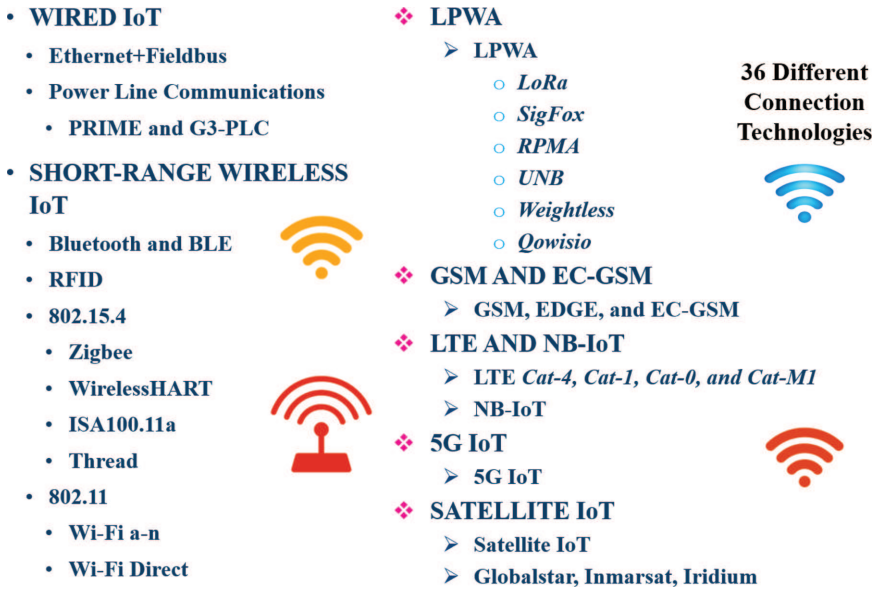 WIRED IoT
Ethernet+Fieldbus
Power Line Communications
PRIME and G3-PLC
SHORT-RANGE WIRELESS
IoT
Bluetooth and BLE
RFID
802.15.4
Zigbee
WirelessHART
ISA100.11a
Thread
802.11
Wi-Fi a-n
Wi-Fi Direct
LPWA
LPWA
LoRa
SigFox
RPMA
UNB
Weightless
Qowisio
GSM AND EC-GSM
GSM, EDGE, and EC-GSM
LTE AND NB-IoT
LTE Cat-4, Cat-1, Cat-0, and Cat-M1
NB-IoT
5G IoT
5G IoT
SATELLITE IoT
Satellite IoT
Globalstar, Inmarsat, Iridium
36 Different
Connection
Technologies